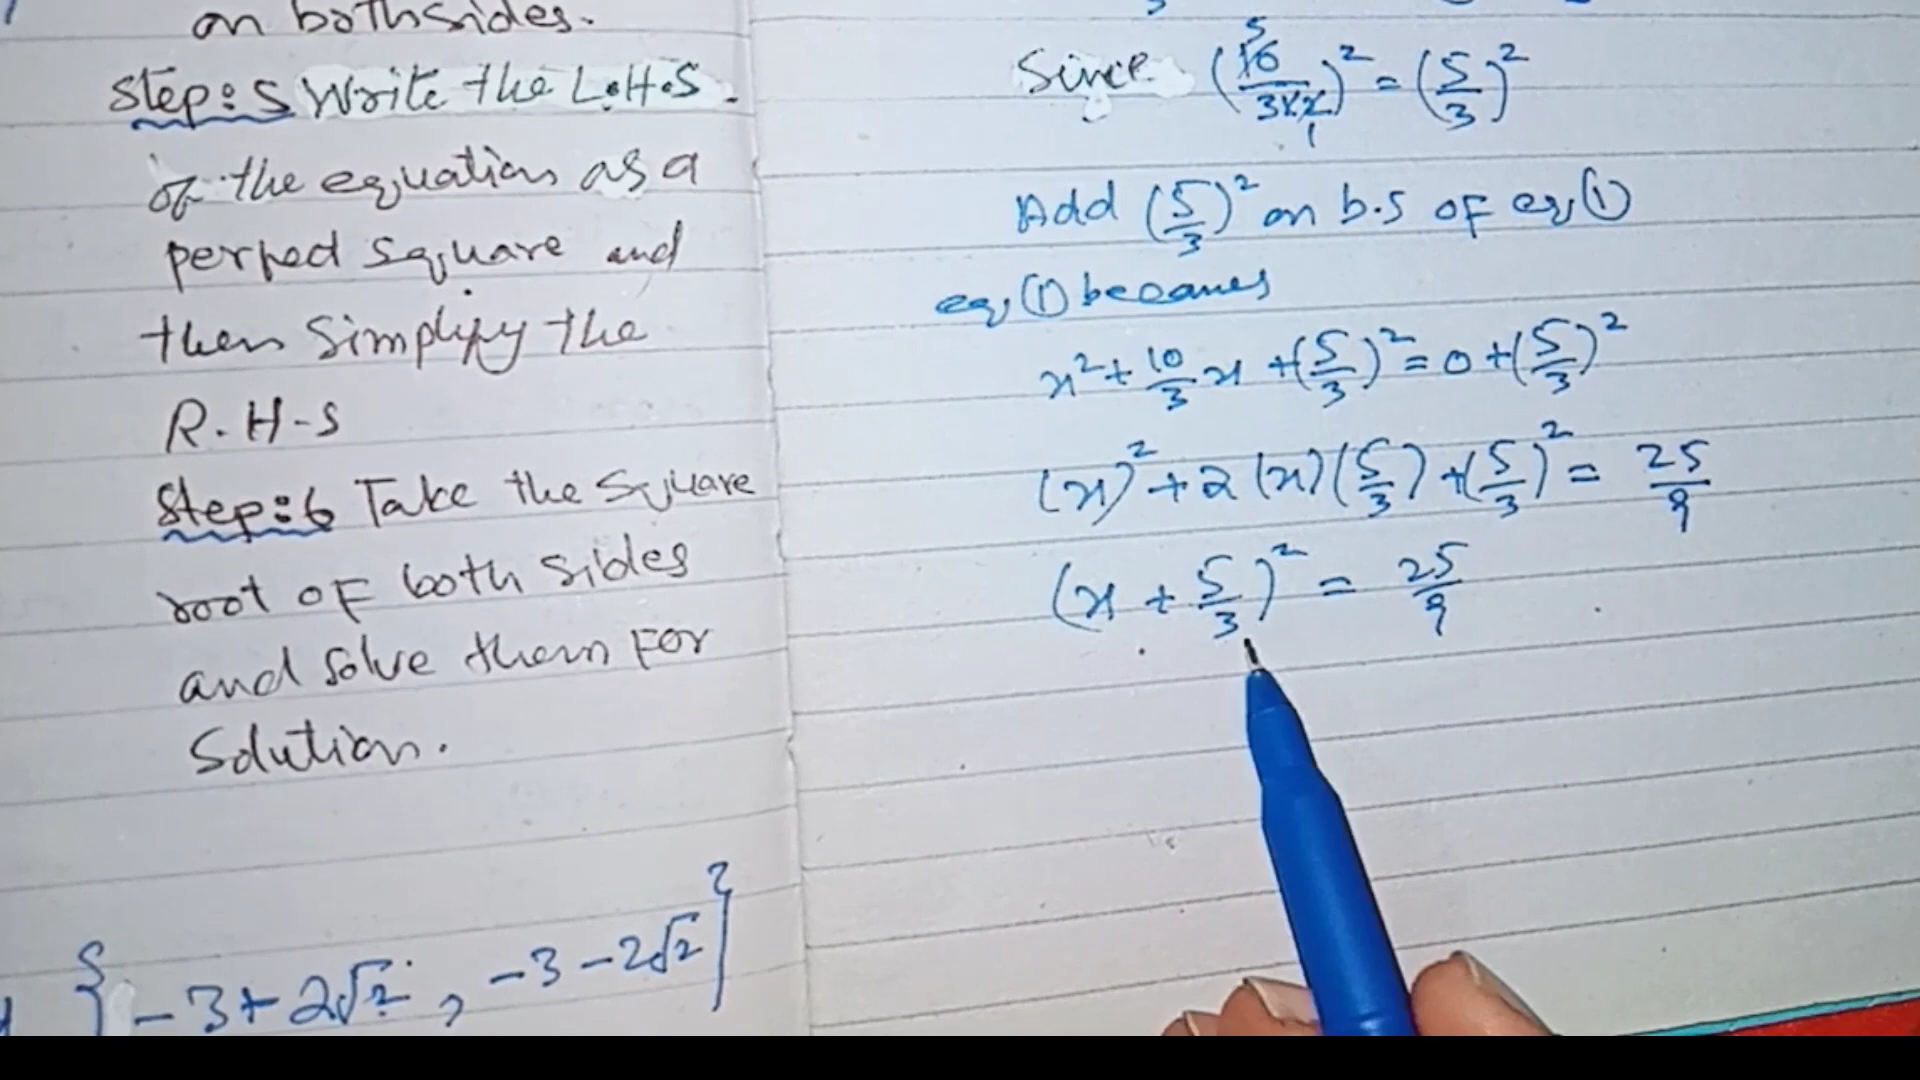 on both sides.
Step:5 Write the L.H.S.
of the equation as a
perfect square and
then Simplify the
R.H-S
Step:6 Take the Square
root of both sides
and solve them For
Solution.
{-3+2√2, -3-2√2}
Since (10/3×2)² = (5/3)²
Add (5/3)² on b.s of eq ①
eq ① becomes
x² + 10/3 x + (5/3)² = 0 + (5/3)²
(x)² + 2(x)(5/3) + (5/3)² = 25/9
(x + 5/3)² = 25/9